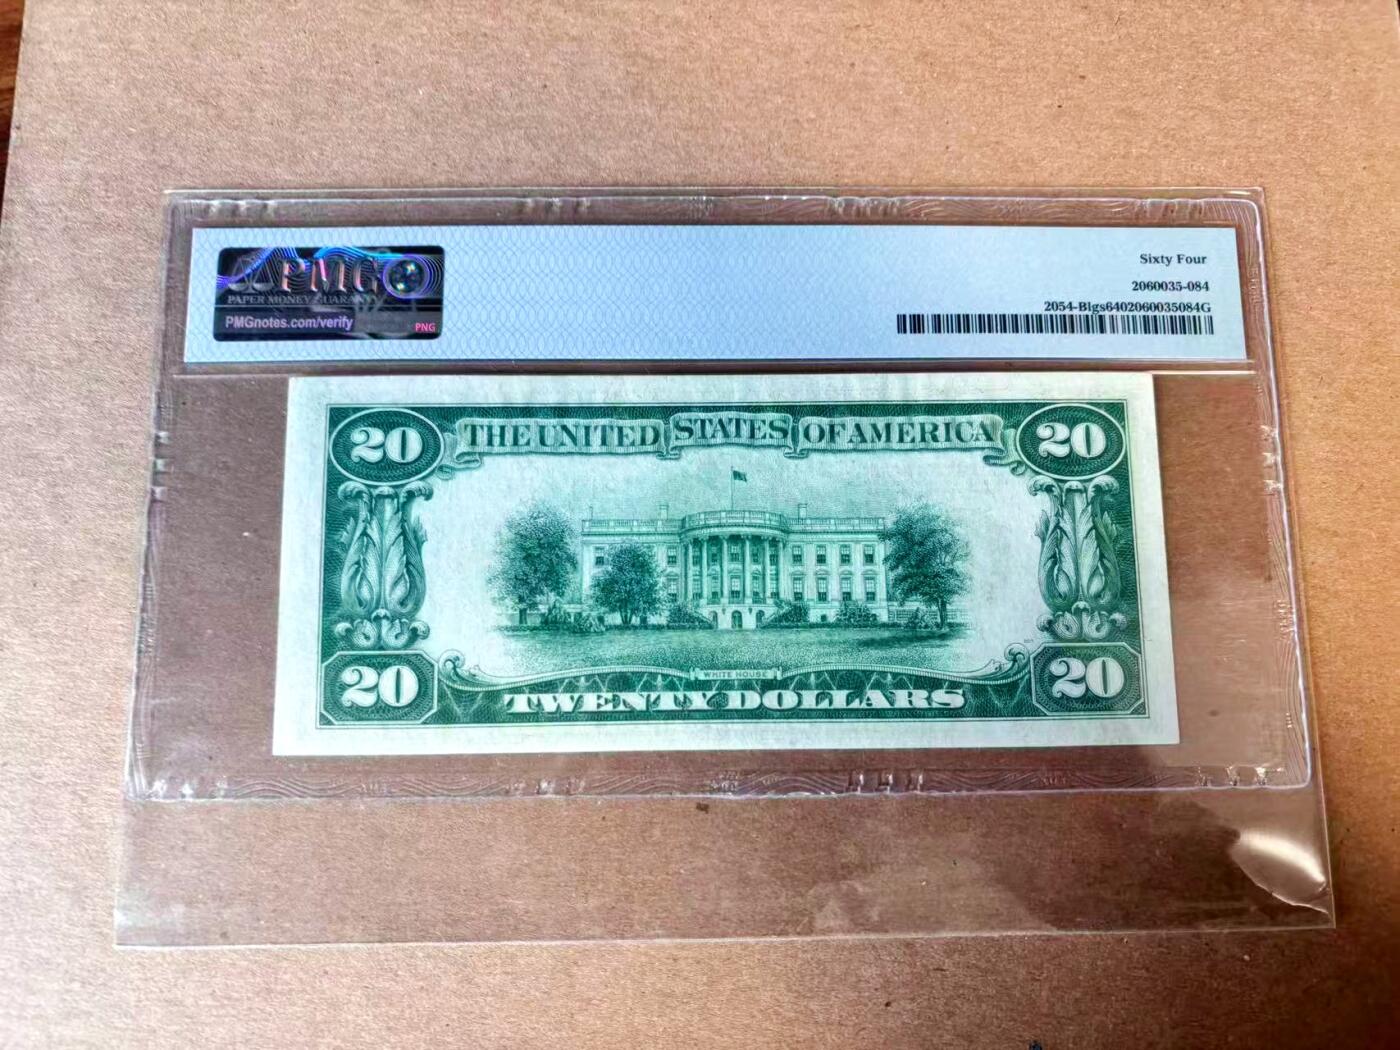 PMG
PAPER MONEY GUARANTY
PMGnotes.com/verify
PNG
Sixty Four
2060035-084
2054-Blgs6402060035084G
20 THE UNITED STATES OF AMERICA 20
WHITE HOUSE
20 TWENTY DOLLARS 20